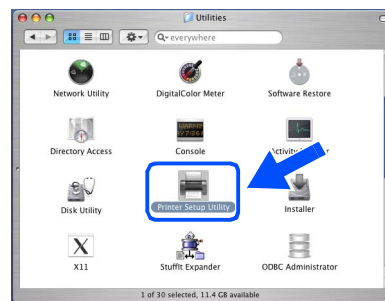 Utilities
everywhere
Network Utility
DigitalColor Meter
Software Restore
Directory Access
Console
Disk Utility
Printer Setup Utility
Installer
X11
StuffIt Expander
ODBC Administrator
1 of 30 selected, 11.4 GB available